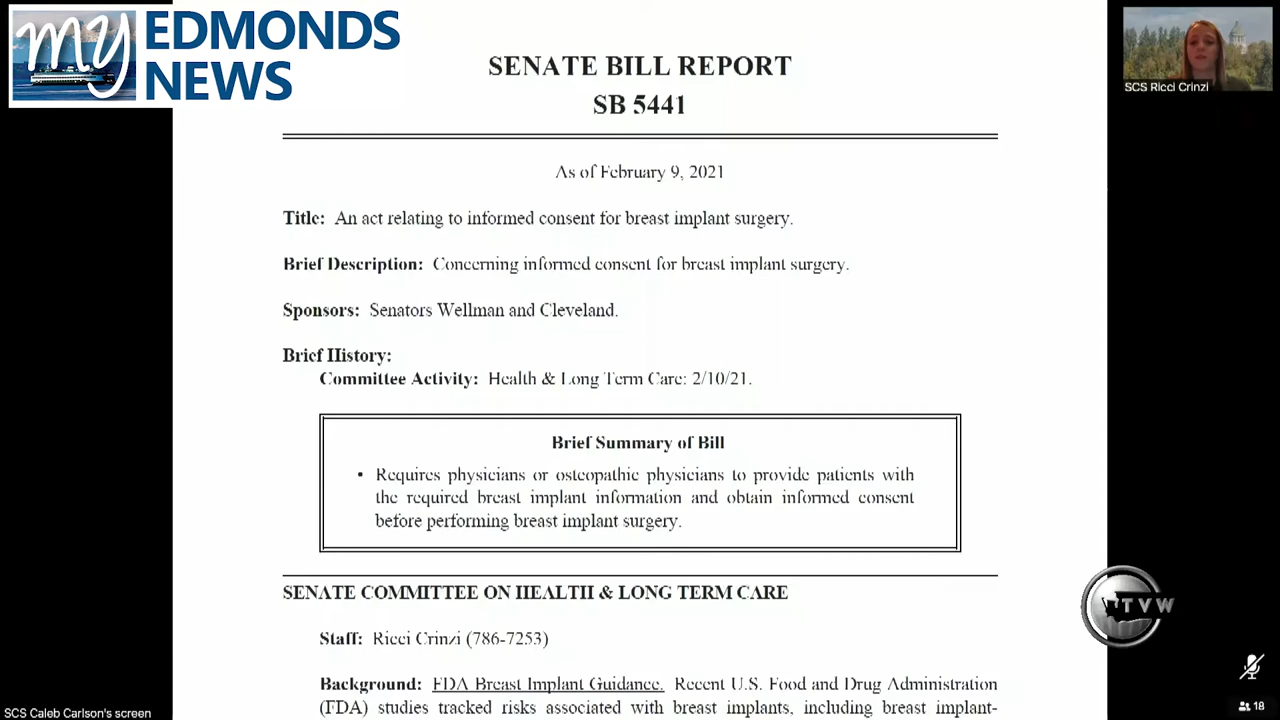 my EDMONDS
NEWS
SCS Ricci Crinzi
SENATE BILL REPORT
SB 5441
As of February 9, 2021
Title: An act relating to informed consent for breast implant surgery.
Brief Description: Concerning informed consent for breast implant surgery.
Sponsors: Senators Wellman and Cleveland.
Brief History:
Committee Activity: Health & Long Term Care: 2/10/21.
Brief Summary of Bill
• Requires physicians or osteopathic physicians to provide patients with
the required breast implant information and obtain informed consent
before performing breast implant surgery.
SENATE COMMITTEE ON HEALTH & LONG TERM CARE
TVW
Staff: Ricci Crinzi (786-7253)
Background: FDA Breast Implant Guidance. Recent U.S. Food and Drug Administration
(FDA) studies tracked risks associated with breast implants, including breast implant-
18
SCS Caleb Carlson's screen